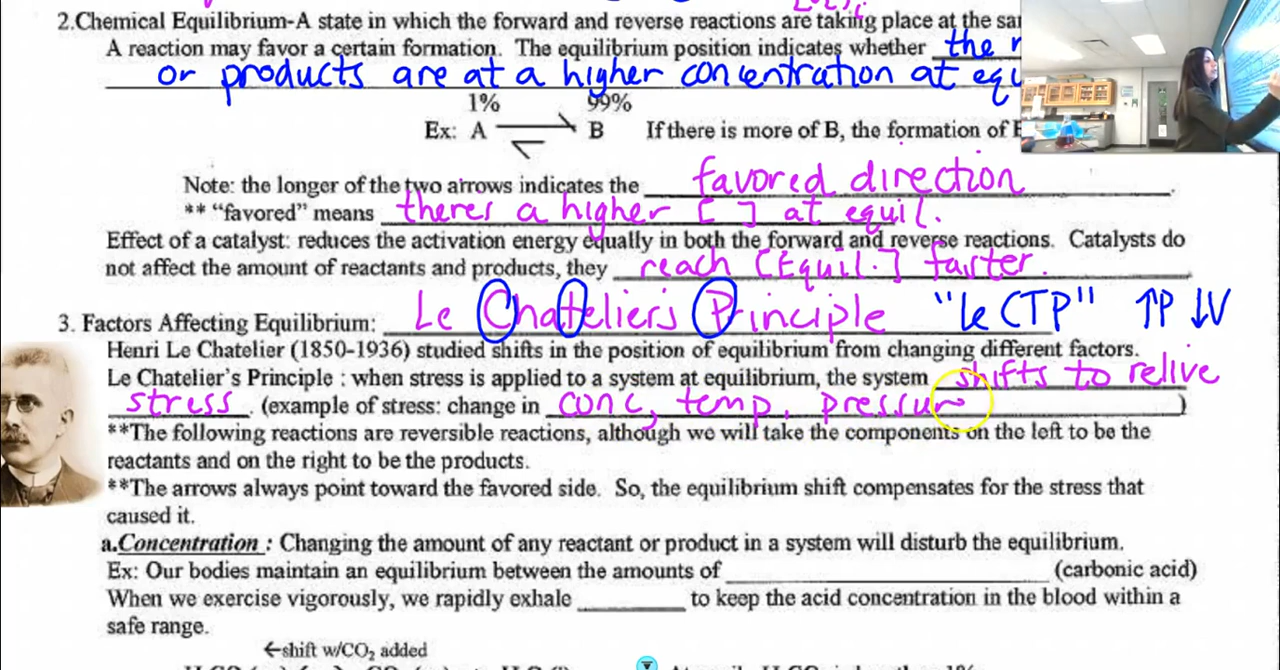 2.Chemical Equilibrium-A state in which the forward and reverse reactions are taking place at the
A reaction may favor a certain formation. The equilibrium position indicates whether the
or products are at a higher concentration at
1% 99%
Ex: A B If there is more of B, the formation of
Note: the longer of the two arrows indicates the favored direction.
** "favored" means theres a higher [ ] at equil.
Effect of a catalyst: reduces the activation energy equally in both the forward and reverse reactions. Catalysts do
not affect the amount of reactants and products, they reach [Equil.] faster.
3. Factors Affecting Equilibrium: Le Chatelier's Principle "le CTP" ↑P ↓V
Henri Le Chatelier (1850-1936) studied shifts in the position of equilibrium from changing different factors.
Le Chatelier's Principle : when stress is applied to a system at equilibrium, the system shifts to relive
stress. (example of stress: change in conc, temp, pressur )
**The following reactions are reversible reactions, although we will take the components on the left to be the
reactants and on the right to be the products.
**The arrows always point toward the favored side. So, the equilibrium shift compensates for the stress that
caused it.
a.Concentration : Changing the amount of any reactant or product in a system will disturb the equilibrium.
Ex: Our bodies maintain an equilibrium between the amounts of (carbonic acid)
When we exercise vigorously, we rapidly exhale to keep the acid concentration in the blood within a
safe range.
←shift w/CO₂ added